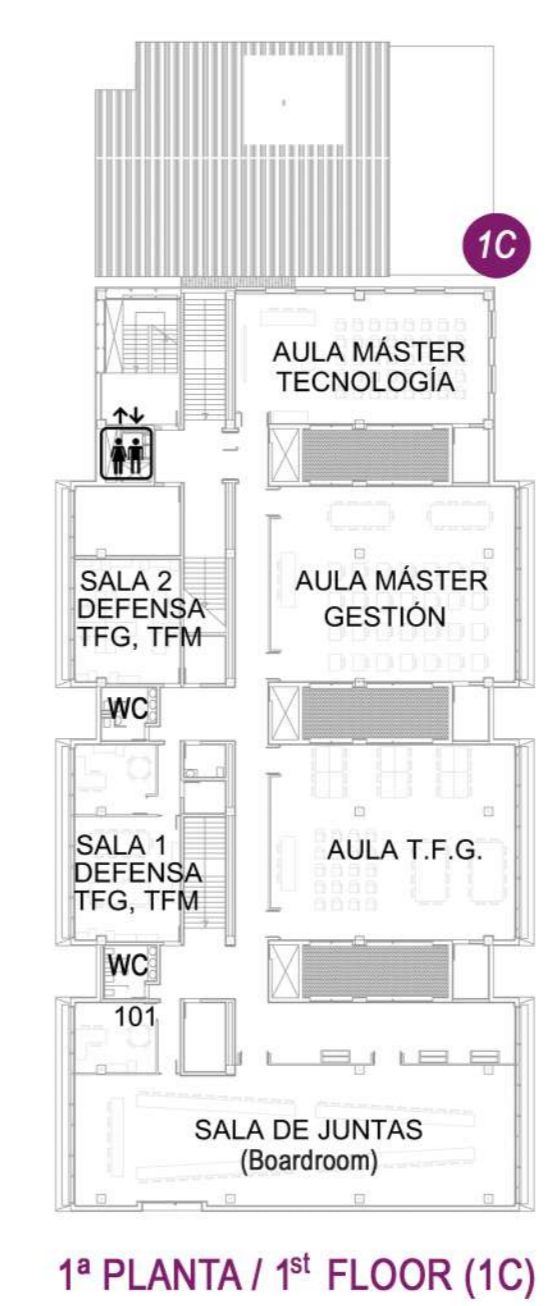 1C
AULA MÁSTER
TECNOLOGÍA
SALA 2
DEFENSA
TFG, TFM
AULA MÁSTER
GESTIÓN
WC
SALA 1
DEFENSA
TFG, TFM
AULA T.F.G.
WC
101
SALA DE JUNTAS
(Boardroom)
1ª PLANTA / 1st FLOOR (1C)